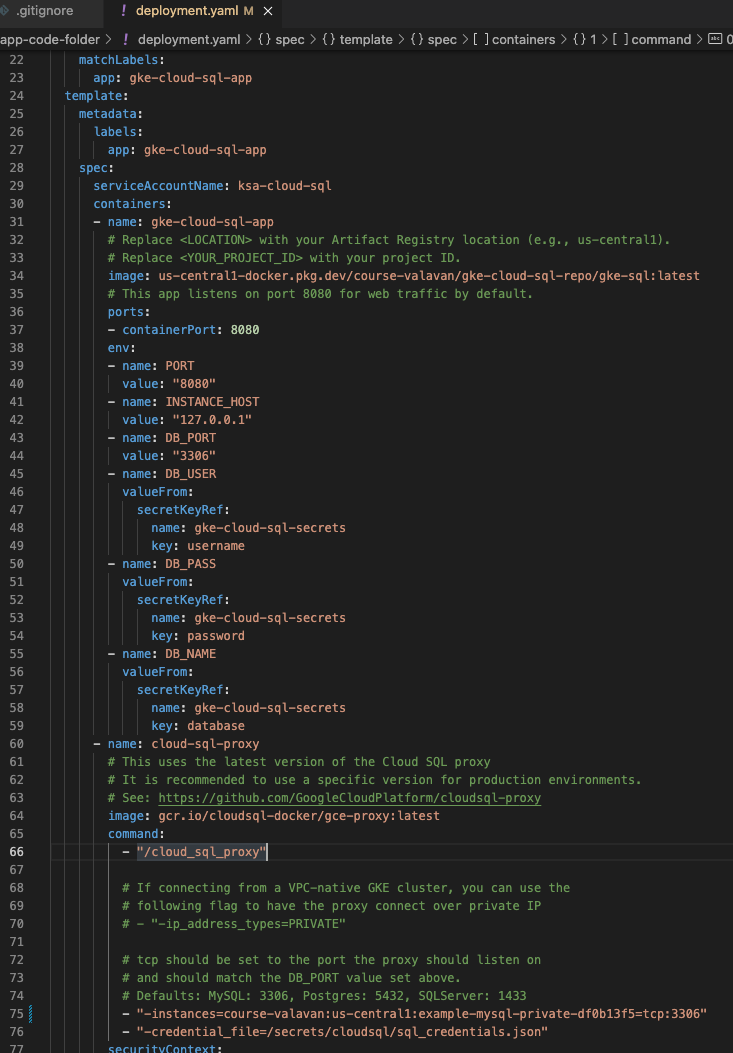 .gitignore ! deployment.yaml M ×
app-code-folder > ! deployment.yaml > {} spec > {} template > {} spec > [ ] containers > {} 1 > [ ] command > abc 0
22 matchLabels:
23 app: gke-cloud-sql-app
24 template:
25 metadata:
26 labels:
27 app: gke-cloud-sql-app
28 spec:
29 serviceAccountName: ksa-cloud-sql
30 containers:
31 - name: gke-cloud-sql-app
32 # Replace <LOCATION> with your Artifact Registry location (e.g., us-central1).
33 # Replace <YOUR_PROJECT_ID> with your project ID.
34 image: us-central1-docker.pkg.dev/course-valavan/gke-cloud-sql-repo/gke-sql:latest
35 # This app listens on port 8080 for web traffic by default.
36 ports:
37 - containerPort: 8080
38 env:
39 - name: PORT
40 value: "8080"
41 - name: INSTANCE_HOST
42 value: "127.0.0.1"
43 - name: DB_PORT
44 value: "3306"
45 - name: DB_USER
46 valueFrom:
47 secretKeyRef:
48 name: gke-cloud-sql-secrets
49 key: username
50 - name: DB_PASS
51 valueFrom:
52 secretKeyRef:
53 name: gke-cloud-sql-secrets
54 key: password
55 - name: DB_NAME
56 valueFrom:
57 secretKeyRef:
58 name: gke-cloud-sql-secrets
59 key: database
60 - name: cloud-sql-proxy
61 # This uses the latest version of the Cloud SQL proxy
62 # It is recommended to use a specific version for production environments.
63 # See: https://github.com/GoogleCloudPlatform/cloudsql-proxy
64 image: gcr.io/cloudsql-docker/gce-proxy:latest
65 command:
66 - "/cloud_sql_proxy"
67
68 # If connecting from a VPC-native GKE cluster, you can use the
69 # following flag to have the proxy connect over private IP
70 # - "-ip_address_types=PRIVATE"
71
72 # tcp should be set to the port the proxy should listen on
73 # and should match the DB_PORT value set above.
74 # Defaults: MySQL: 3306, Postgres: 5432, SQLServer: 1433
75 - "-instances=course-valavan:us-central1:example-mysql-private-df0b13f5=tcp:3306"
76 - "-credential_file=/secrets/cloudsql/sql_credentials.json"
77 securityContext: